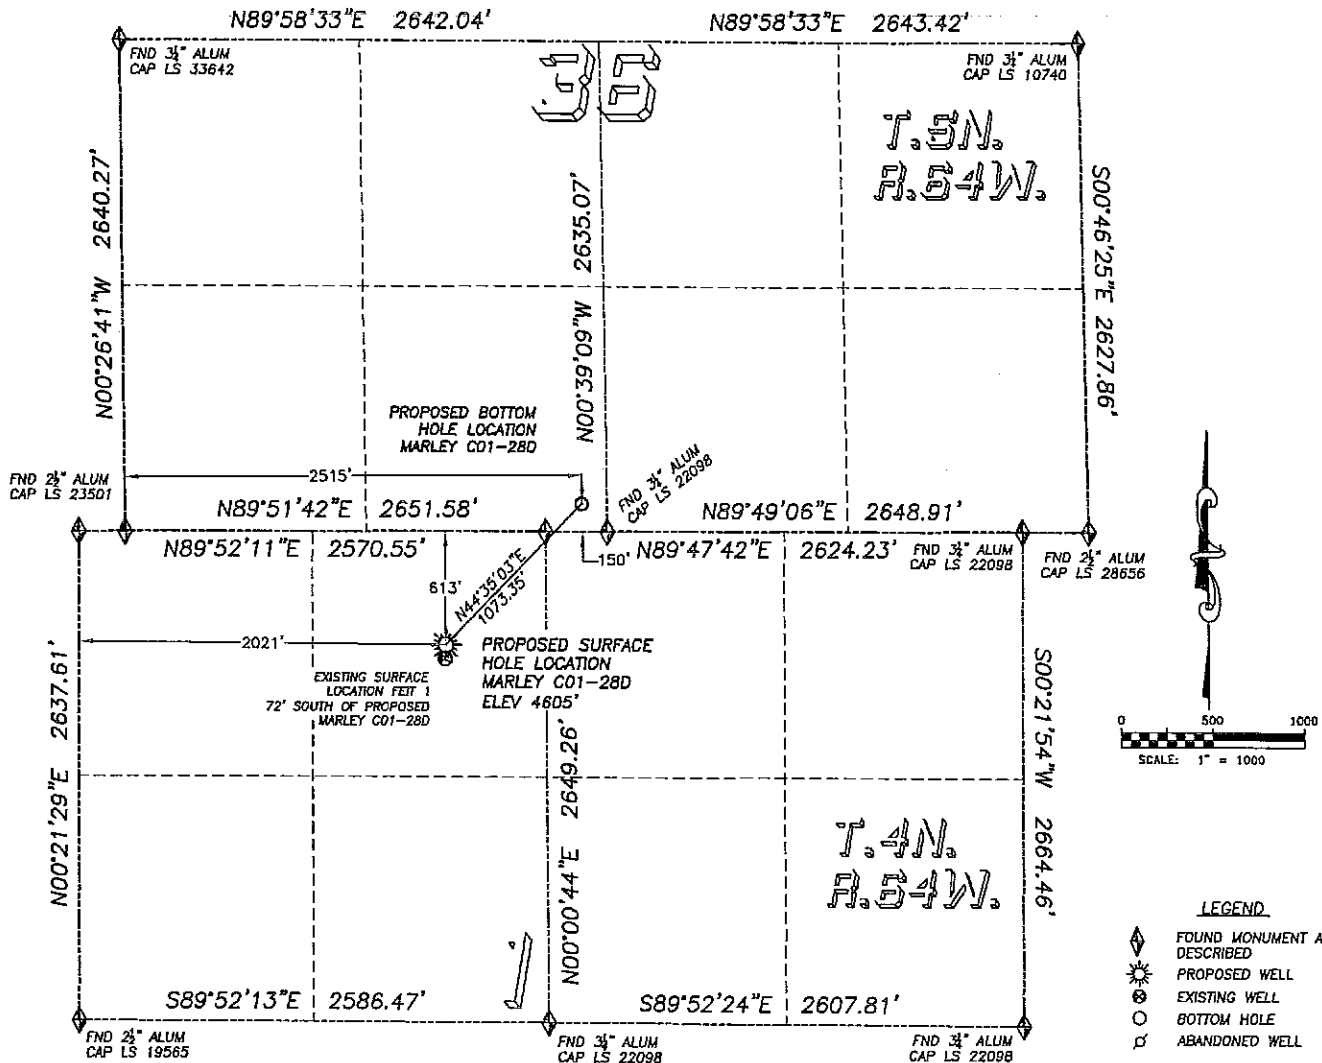 N89°58'33"E 2642.04'
N89°58'33"E 2643.42'
FND 3¼" ALUM
CAP LS 33642
FND 3¼" ALUM
CAP LS 10740
T.5N.
R.64W.
N00°26'41"W 2640.27'
N00°39'09"W 2635.07'
S00°46'25"E 2627.86'
PROPOSED BOTTOM
HOLE LOCATION
MARLEY C01-28D
FND 2½" ALUM
CAP LS 23501
2515'
FND 3¼" ALUM
CAP LS 22098
N89°51'42"E 2651.58'
N89°49'06"E 2648.91'
N89°52'11"E 2570.55'
150'
N89°47'42"E 2624.23'
FND 3¼" ALUM
CAP LS 22098
FND 2½" ALUM
CAP LS 28656
613'
N44°35'03"E
1073.35'
2021'
PROPOSED SURFACE
HOLE LOCATION
MARLEY C01-28D
ELEV 4605'
EXISTING SURFACE
LOCATION FEIT 1
72' SOUTH OF PROPOSED
MARLEY C01-28D
N00°21'29"E 2637.61'
N00°00'44"E 2649.26'
S00°21'54"W 2664.46'
0 500 1000
SCALE: 1" = 1000
T.4N.
R.64W.
1
S89°52'13"E 2586.47'
S89°52'24"E 2607.81'
FND 2½" ALUM
CAP LS 19565
FND 3¼" ALUM
CAP LS 22098
FND 3¼" ALUM
CAP LS 22098
LEGEND
FOUND MONUMENT A
DESCRIBED
PROPOSED WELL
EXISTING WELL
BOTTOM HOLE
ABANDONED WELL